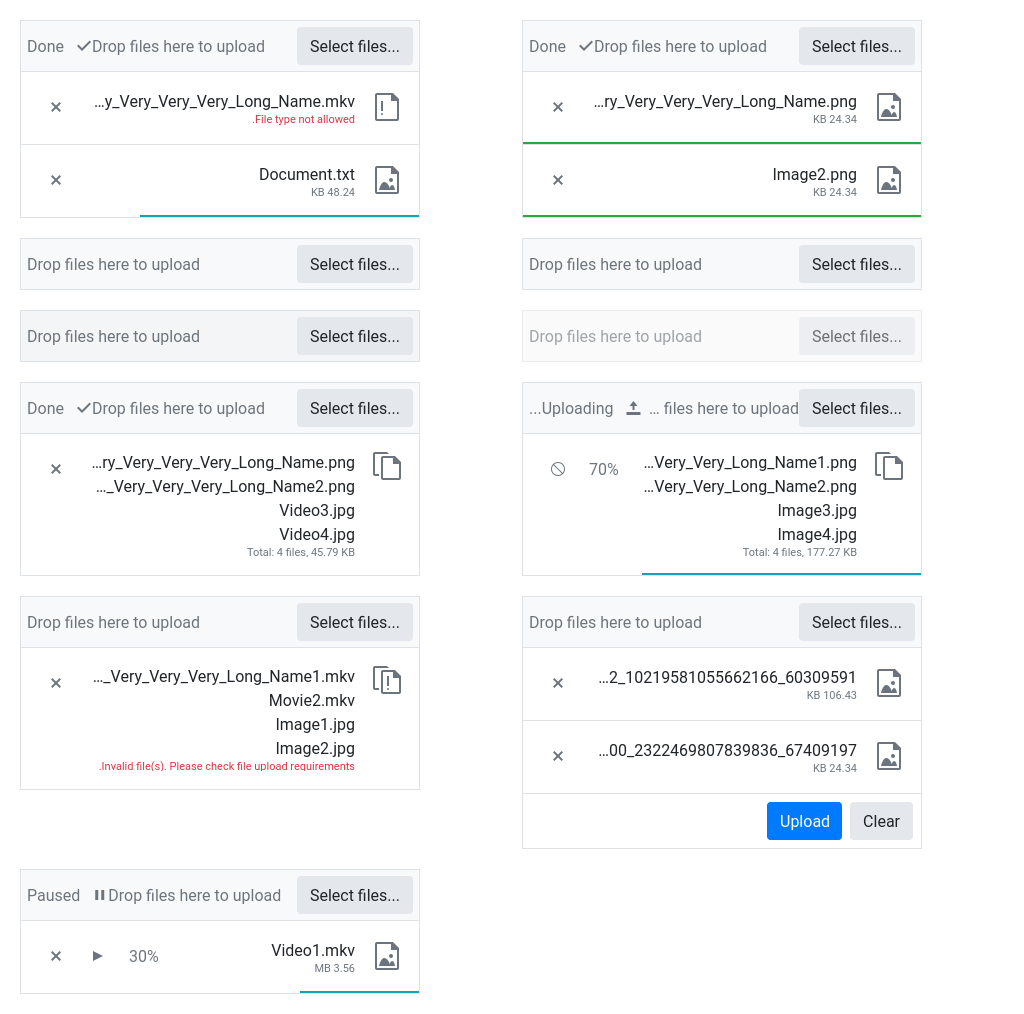 Done Drop files here to upload Select files...
...y_Very_Very_Very_Long_Name.mkv
.File type not allowed
Document.txt
KB 48.24
Done Drop files here to upload Select files...
...ry_Very_Very_Very_Long_Name.png
KB 24.34
Image2.png
KB 24.34
Drop files here to upload Select files...
Drop files here to upload Select files...
Drop files here to upload Select files...
Drop files here to upload Select files...
Done Drop files here to upload Select files...
...ry_Very_Very_Very_Long_Name.png
..._Very_Very_Very_Long_Name2.png
Video3.jpg
Video4.jpg
Total: 4 files, 45.79 KB
...Uploading ... files here to upload Select files...
70% ...Very_Very_Long_Name1.png
...Very_Very_Long_Name2.png
Image3.jpg
Image4.jpg
Total: 4 files, 177.27 KB
Drop files here to upload Select files...
..._Very_Very_Very_Long_Name1.mkv
Movie2.mkv
Image1.jpg
Image2.jpg
.Invalid file(s). Please check file upload requirements
Drop files here to upload Select files...
...2_10219581055662166_60309591
KB 106.43
...00_2322469807839836_67409197
KB 24.34
Upload Clear
Paused Drop files here to upload Select files...
30% Video1.mkv
MB 3.56